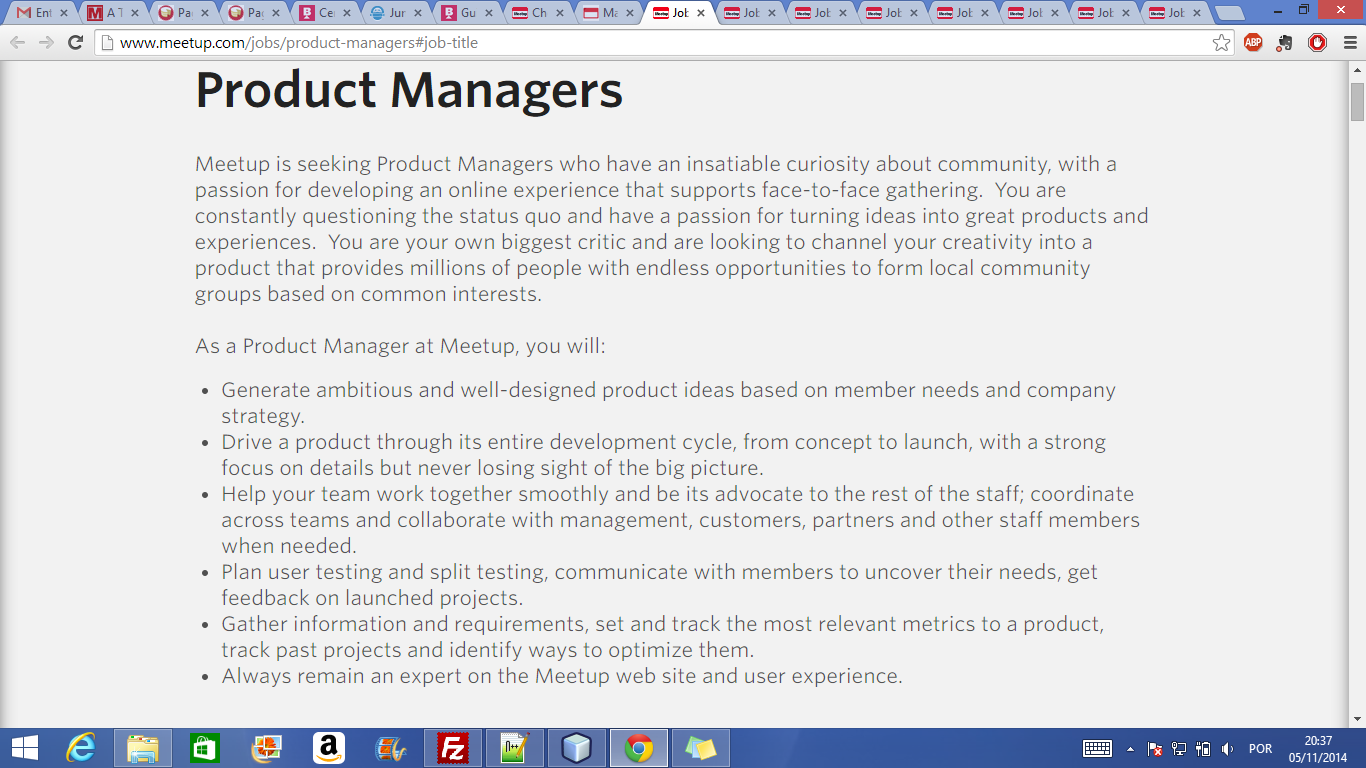 Ent
A T
Pa
Pag
Cer
Jur
Gu
Ch
Ma
Job
Job
Job
Job
Job
Job
Job
Job
www.meetup.com/jobs/product-managers#job-title
ABP
Product Managers
Meetup is seeking Product Managers who have an insatiable curiosity about community, with a
passion for developing an online experience that supports face-to-face gathering. You are
constantly questioning the status quo and have a passion for turning ideas into great products and
experiences. You are your own biggest critic and are looking to channel your creativity into a
product that provides millions of people with endless opportunities to form local community
groups based on common interests.
As a Product Manager at Meetup, you will:
• Generate ambitious and well-designed product ideas based on member needs and company
strategy.
• Drive a product through its entire development cycle, from concept to launch, with a strong
focus on details but never losing sight of the big picture.
• Help your team work together smoothly and be its advocate to the rest of the staff; coordinate
across teams and collaborate with management, customers, partners and other staff members
when needed.
• Plan user testing and split testing, communicate with members to uncover their needs, get
feedback on launched projects.
• Gather information and requirements, set and track the most relevant metrics to a product,
track past projects and identify ways to optimize them.
• Always remain an expert on the Meetup web site and user experience.
POR
20:37
05/11/2014